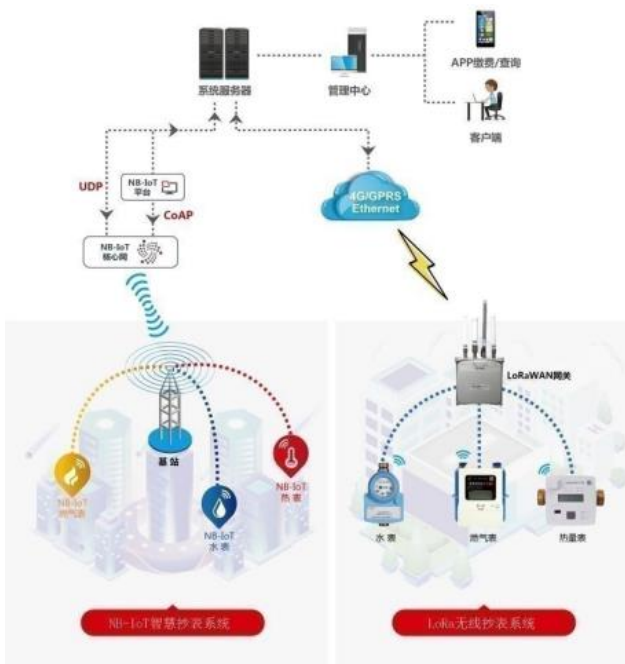 系统服务器
管理中心
APP缴费/查询
客户端
UDP
NB-IoT
平台
CoAP
NB-IoT
核心网
4G/GPRS
Ethernet
LoRaWAN网关
基 站
NB-IoT
燃气表
NB-IoT
热 表
NB-IoT
水 表
水 表
燃气表
热量表
NB-IoT智慧抄表系统
LoRa无线抄表系统